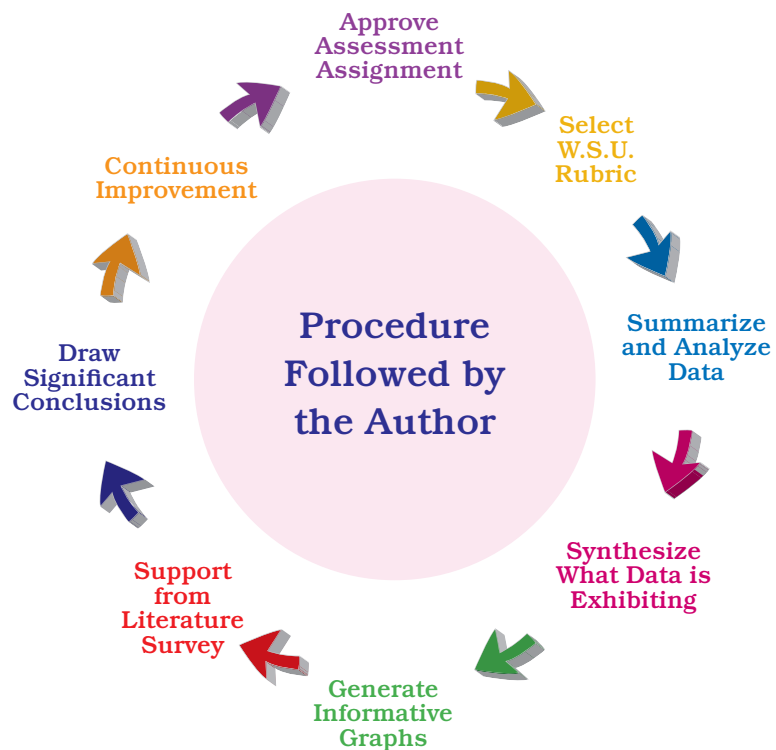 Approve
Assessment
Assignment
Select
W.S.U.
Rubric
Summarize
and Analyze
Data
Synthesize
What Data is
Exhibiting
Generate
Informative
Graphs
Support
from
Literature
Survey
Draw
Significant
Conclusions
Continuous
Improvement
Procedure
Followed by
the Author